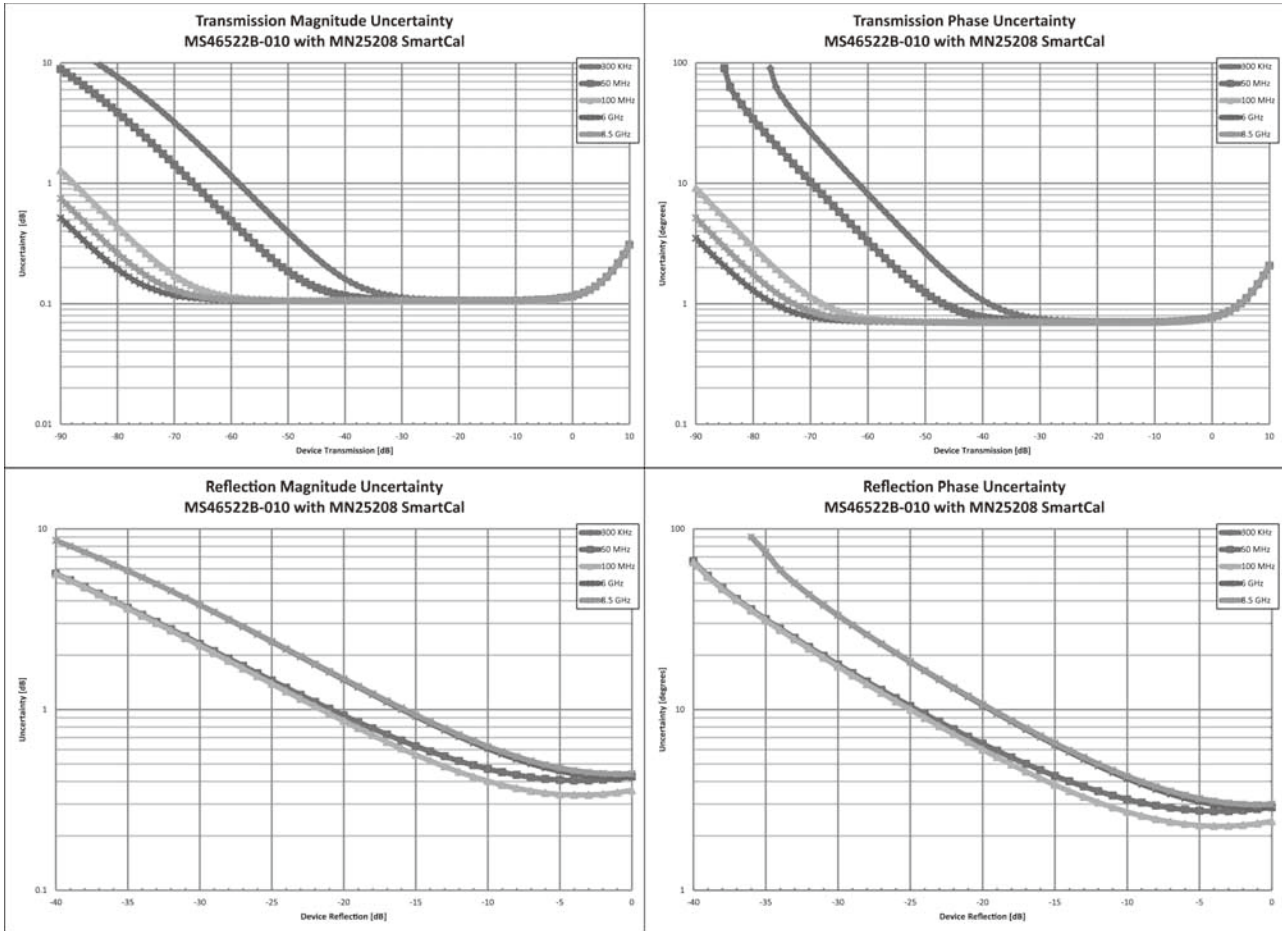 Transmission Magnitude Uncertainty
MS46522B-010 with MN25208 SmartCal
10
1
0.1
0.01
Uncertainty [dB]
-90 -80 -70 -60 -50 -40 -30 -20 -10 0 10
Device Transmission [dB]
300 KHz
50 MHz
100 MHz
6 GHz
8.5 GHz
Transmission Phase Uncertainty
MS46522B-010 with MN25208 SmartCal
100
10
1
0.1
Uncertainty [degrees]
-90 -80 -70 -60 -50 -40 -30 -20 -10 0 10
Device Transmission [dB]
300 KHz
50 MHz
100 MHz
6 GHz
8.5 GHz
Reflection Magnitude Uncertainty
MS46522B-010 with MN25208 SmartCal
10
1
0.1
Uncertainty [dB]
-40 -35 -30 -25 -20 -15 -10 -5 0
Device Reflection [dB]
300 KHz
50 MHz
100 MHz
6 GHz
8.5 GHz
Reflection Phase Uncertainty
MS46522B-010 with MN25208 SmartCal
100
10
1
Uncertainty [degrees]
-40 -35 -30 -25 -20 -15 -10 -5 0
Device Reflection [dB]
300 KHz
50 MHz
100 MHz
6 GHz
8.5 GHz